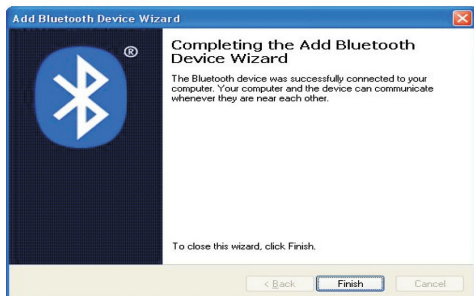 Add Bluetooth Device Wizard
®
Completing the Add Bluetooth
Device Wizard
The Bluetooth device was successfully connected to your
computer. Your computer and the device can communicate
whenever they are near each other.
To close this wizard, click Finish.
< Back Finish Cancel